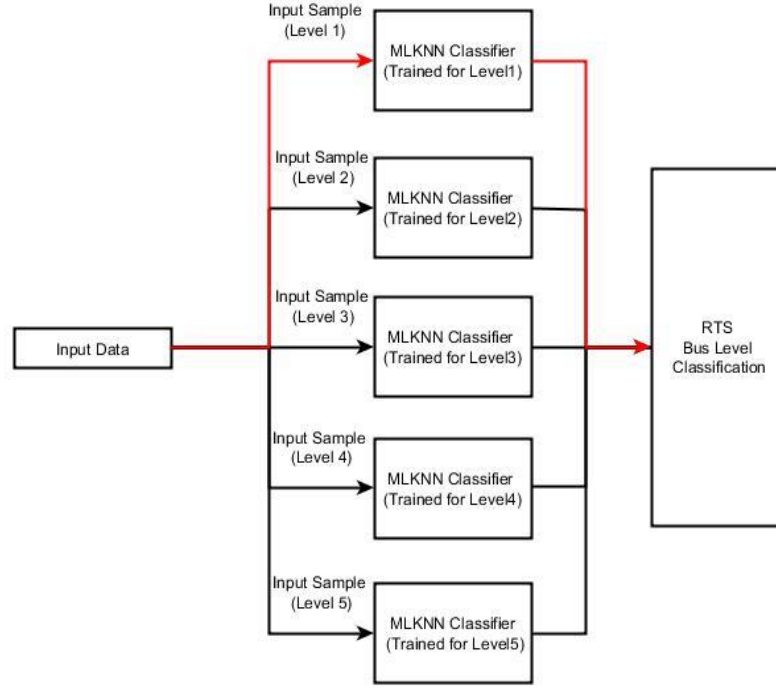 Input Sample
(Level 1)
MLKNN Classifier
(Trained for Level1)
Input Sample
(Level 2)
MLKNN Classifier
(Trained for Level2)
Input Sample
(Level 3)
MLKNN Classifier
(Trained for Level3)
Input Data
RTS
Bus Level
Classification
Input Sample
(Level 4)
MLKNN Classifier
(Trained for Level4)
Input Sample
(Level 5)
MLKNN Classifier
(Trained for Level5)